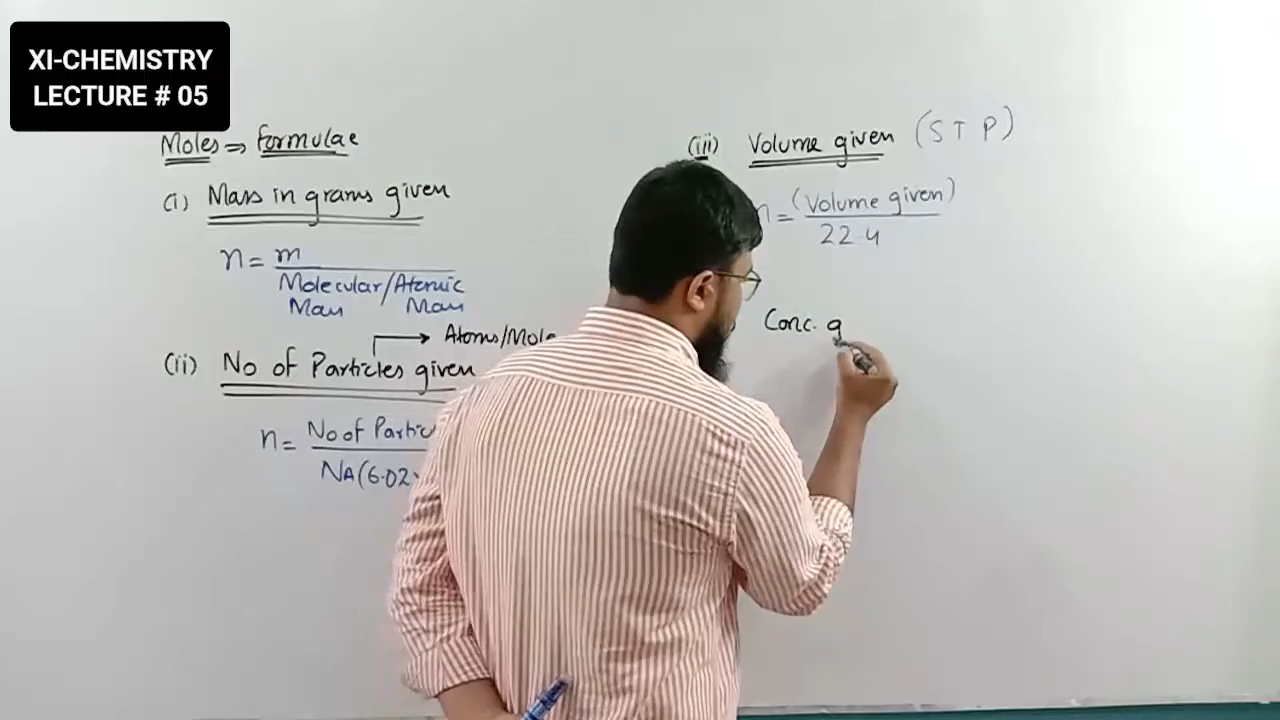 XI-CHEMISTRY
LECTURE # 05
Moles ⇒ formulae
(i) Mass in grams given
n = m
Molecular/Atomic
Mass Mass
→ Atoms/Mole
(ii) No of Particles given
n = No of Partic
NA(6.02×
(iii) Volume given (STP)
n = (Volume given)
22.4
Conc. g